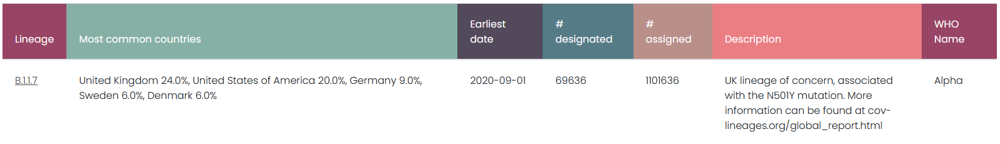 Lineage
Most common countries
Earliest
date
#
designated
#
assigned
Description
WHO
Name
B.1.1.7
United Kingdom 24.0%, United States of America 20.0%, Germany 9.0%,
Sweden 6.0%, Denmark 6.0%
2020-09-01
69636
1101636
UK lineage of concern, associated
with the N501Y mutation. More
information can be found at cov-
lineages.org/global_report.html
Alpha